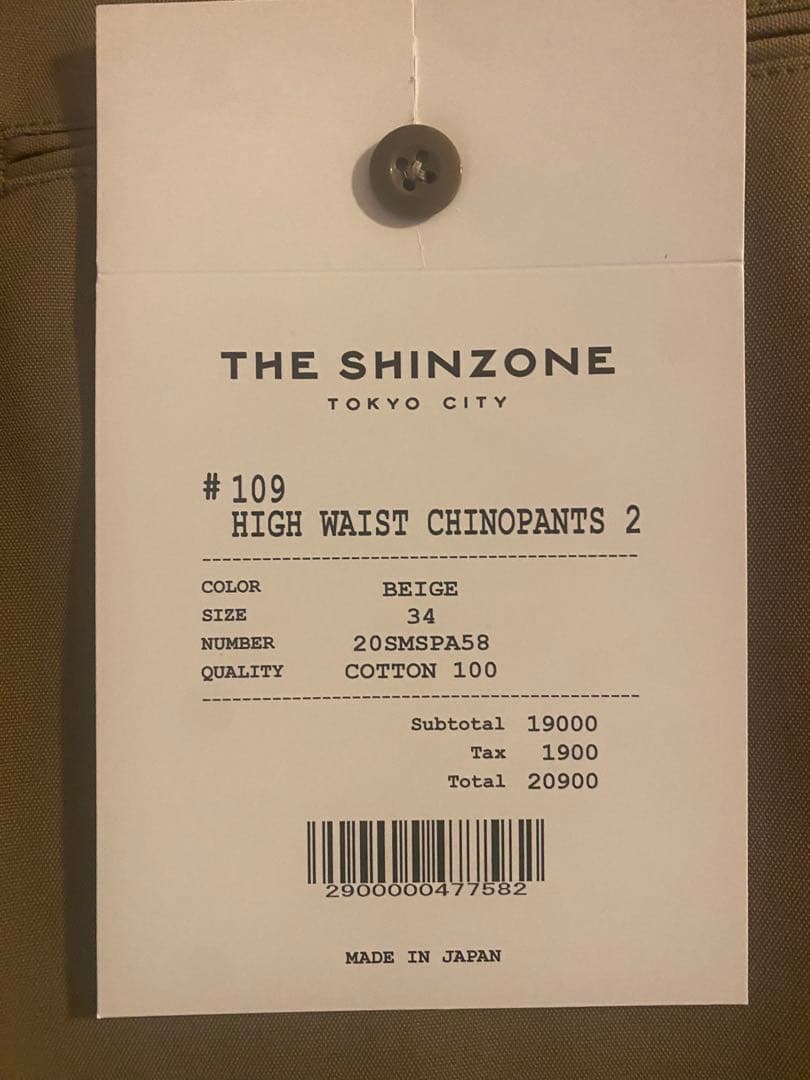 THE SHINZONE
TOKYO CITY
# 109
HIGH WAIST CHINOPANTS 2
COLOR BEIGE
SIZE 34
NUMBER 20SMSPA58
QUALITY COTTON 100
Subtotal 19000
Tax 1900
Total 20900
2900000477582
MADE IN JAPAN